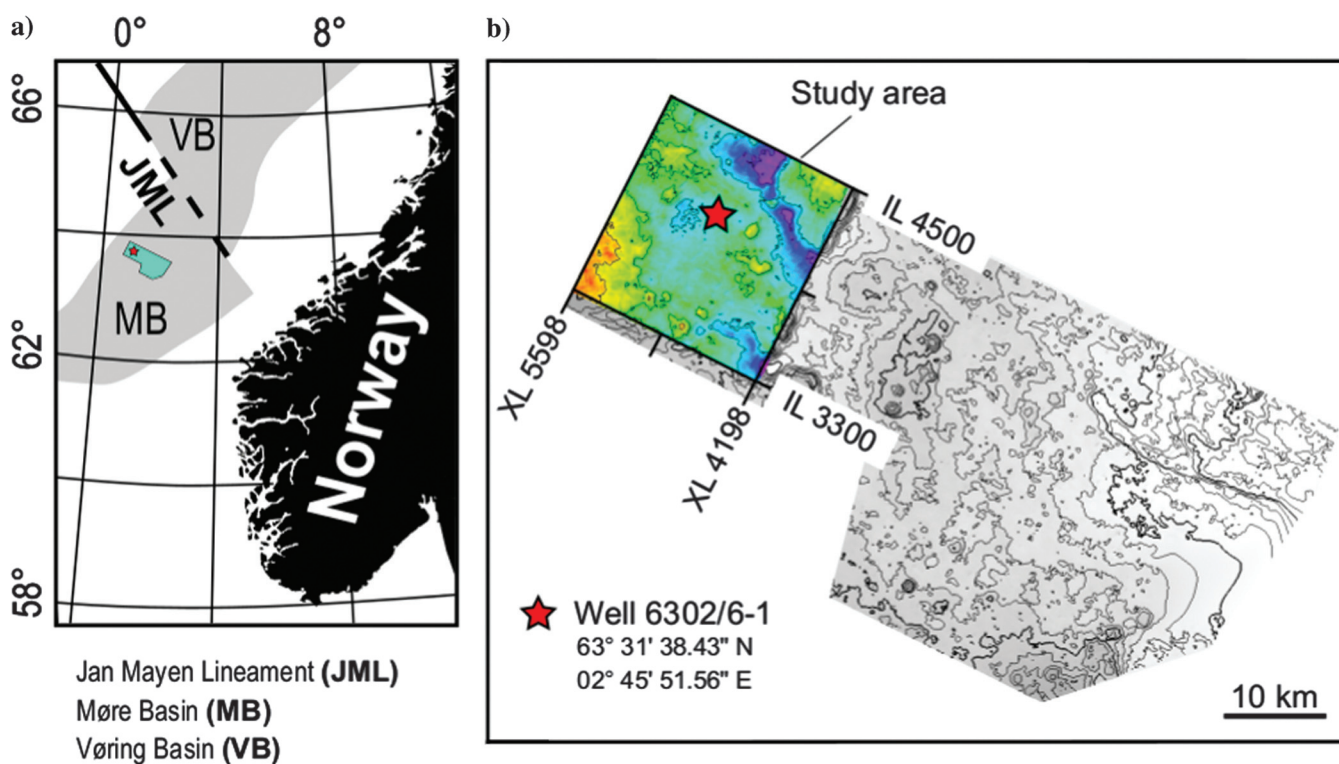 a)
0°
8°
66°
62°
58°
VB
JML
MB
Norway
Jan Mayen Lineament (JML)
Møre Basin (MB)
Vøring Basin (VB)
b)
Study area
IL 4500
XL 5598
XL 4198
IL 3300
Well 6302/6-1
63° 31' 38.43" N
02° 45' 51.56" E
10 km